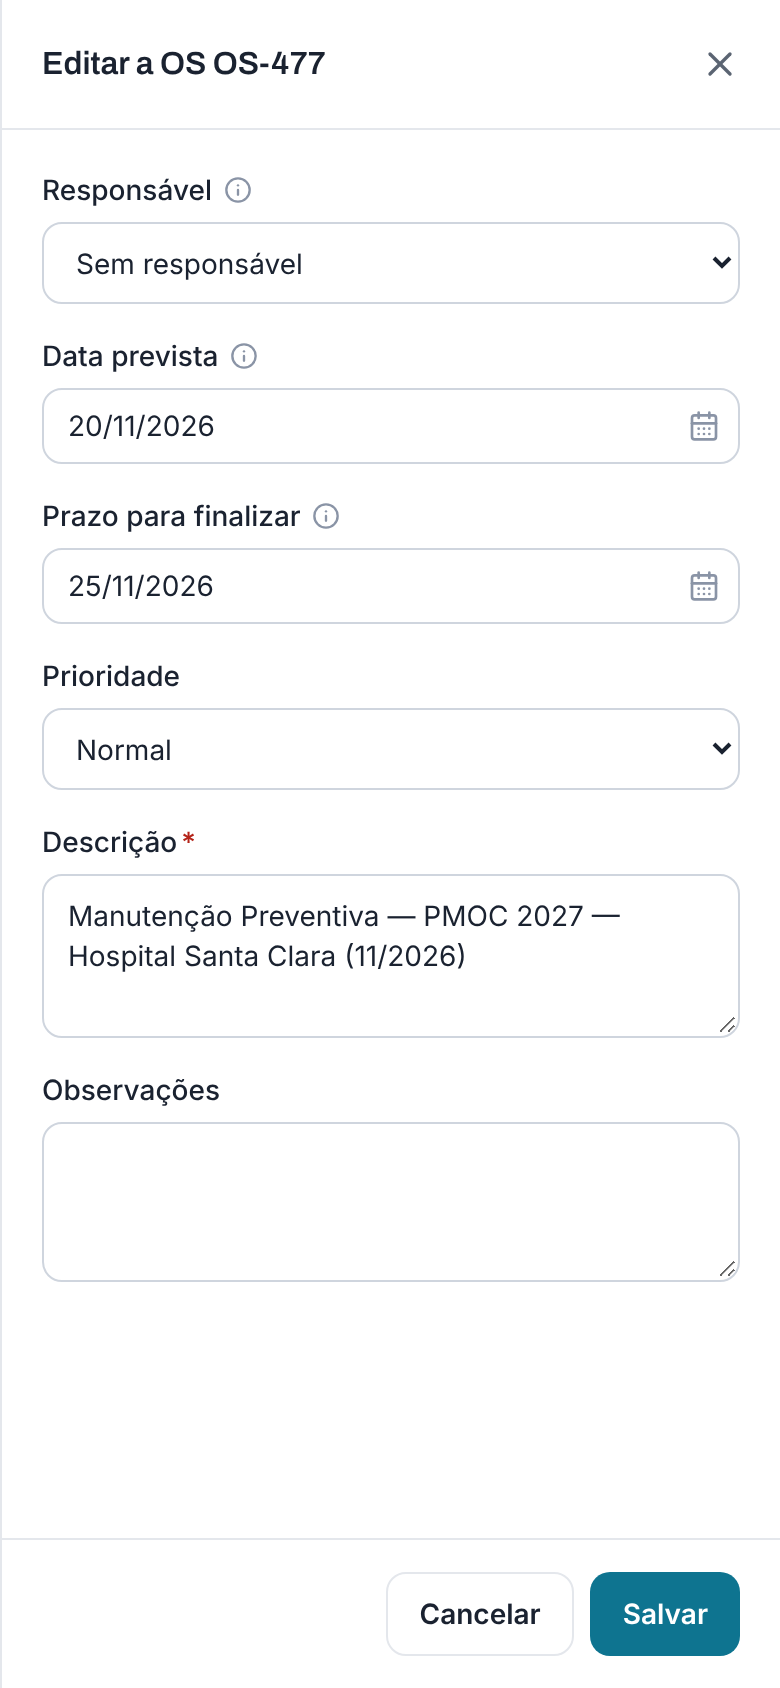 Editar a OS OS-477
Responsável
Sem responsável
Data prevista
20/11/2026
Prazo para finalizar
25/11/2026
Prioridade
Normal
Descrição*
Manutenção Preventiva — PMOC 2027 —
Hospital Santa Clara (11/2026)
Observações
Cancelar
Salvar